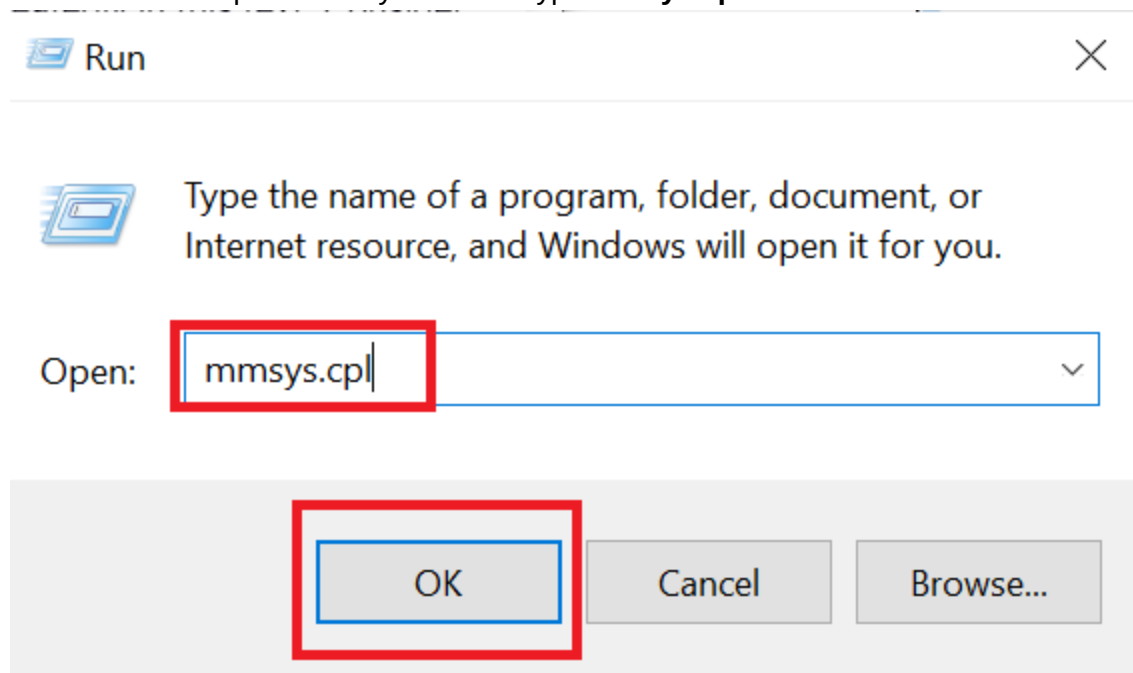 Run
Type the name of a program, folder, document, or
Internet resource, and Windows will open it for you.
Open:
mmsys.cpl
OK
Cancel
Browse...